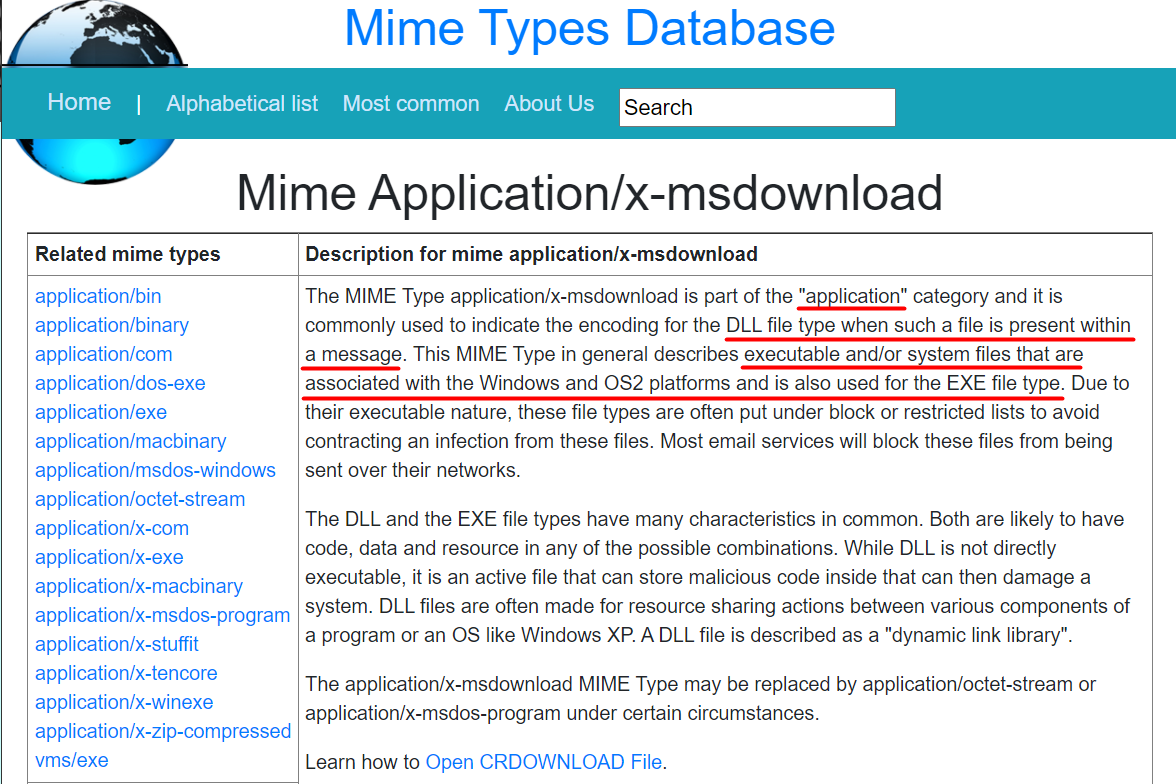 Mime Types Database
Home | Alphabetical list Most common About Us Search
Mime Application/x-msdownload
Related mime types
application/bin
application/binary
application/com
application/dos-exe
application/exe
application/macbinary
application/msdos-windows
application/octet-stream
application/x-com
application/x-exe
application/x-macbinary
application/x-msdos-program
application/x-stuffit
application/x-tencore
application/x-winexe
application/x-zip-compressed
vms/exe
Description for mime application/x-msdownload
The MIME Type application/x-msdownload is part of the "application" category and it is
commonly used to indicate the encoding for the DLL file type when such a file is present within
a message. This MIME Type in general describes executable and/or system files that are
associated with the Windows and OS2 platforms and is also used for the EXE file type. Due to
their executable nature, these file types are often put under block or restricted lists to avoid
contracting an infection from these files. Most email services will block these files from being
sent over their networks.
The DLL and the EXE file types have many characteristics in common. Both are likely to have
code, data and resource in any of the possible combinations. While DLL is not directly
executable, it is an active file that can store malicious code inside that can then damage a
system. DLL files are often made for resource sharing actions between various components of
a program or an OS like Windows XP. A DLL file is described as a "dynamic link library".
The application/x-msdownload MIME Type may be replaced by application/octet-stream or
application/x-msdos-program under certain circumstances.
Learn how to Open CRDOWNLOAD File.